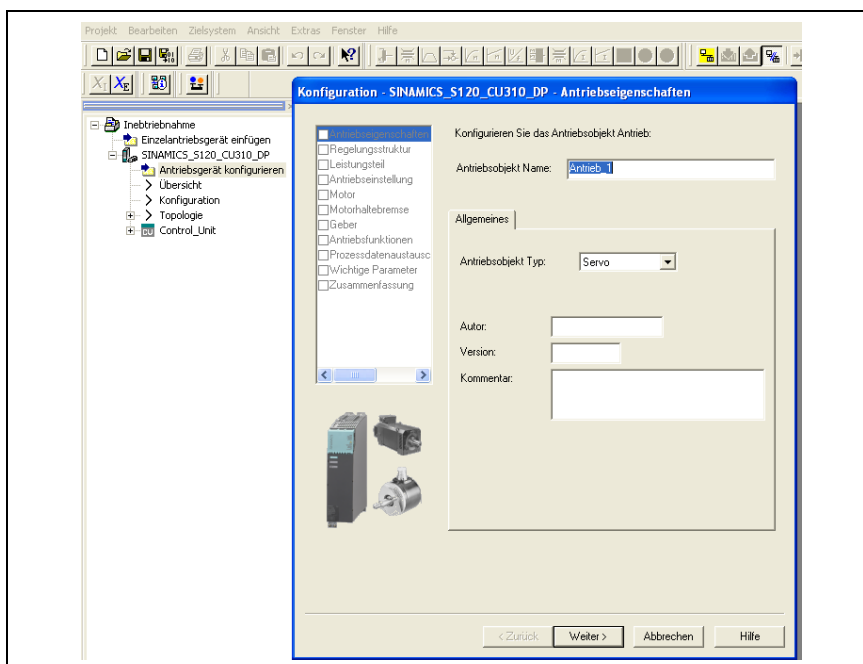 Projekt Bearbeiten Zielsystem Ansicht Extras Fenster Hilfe
Konfiguration - SINAMICS_S120_CU310_DP - Antriebseigenschaften
Inebtriebnahme
Einzelantriebsgerät einfügen
SINAMICS_S120_CU310_DP
Antriebsgerät konfigurieren
Übersicht
Konfiguration
Topologie
Control_Unit
Antriebseigenschaften
Regelungsstruktur
Leistungsteil
Antriebseinstellung
Motor
Motorhaltebremse
Geber
Antriebsfunktionen
Prozessdatenaustausc
Wichtige Parameter
Zusammenfassung
Konfigurieren Sie das Antriebsobjekt Antrieb:
Antriebsobjekt Name: Antrieb_1
Allgemeines
Antriebsobjekt Typ: Servo
Autor:
Version:
Kommentar:
< Zurück Weiter > Abbrechen Hilfe